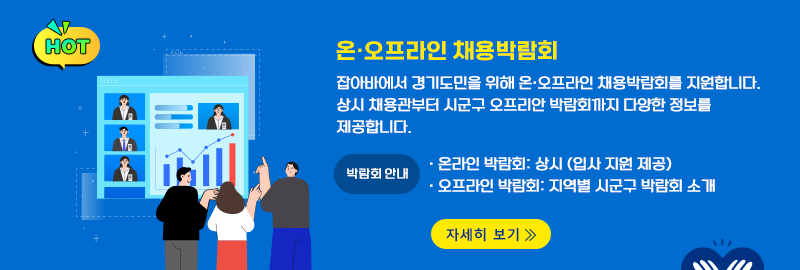 HOT
온·오프라인 채용박람회
잡아바에서 경기도민을 위해 온·오프라인 채용박람회를 지원합니다.
상시 채용관부터 시군구 오프리안 박람회까지 다양한 정보를
제공합니다.
박람회 안내
· 온라인 박람회: 상시 (입사 지원 제공)
· 오프라인 박람회: 지역별 시군구 박람회 소개
자세히 보기 》